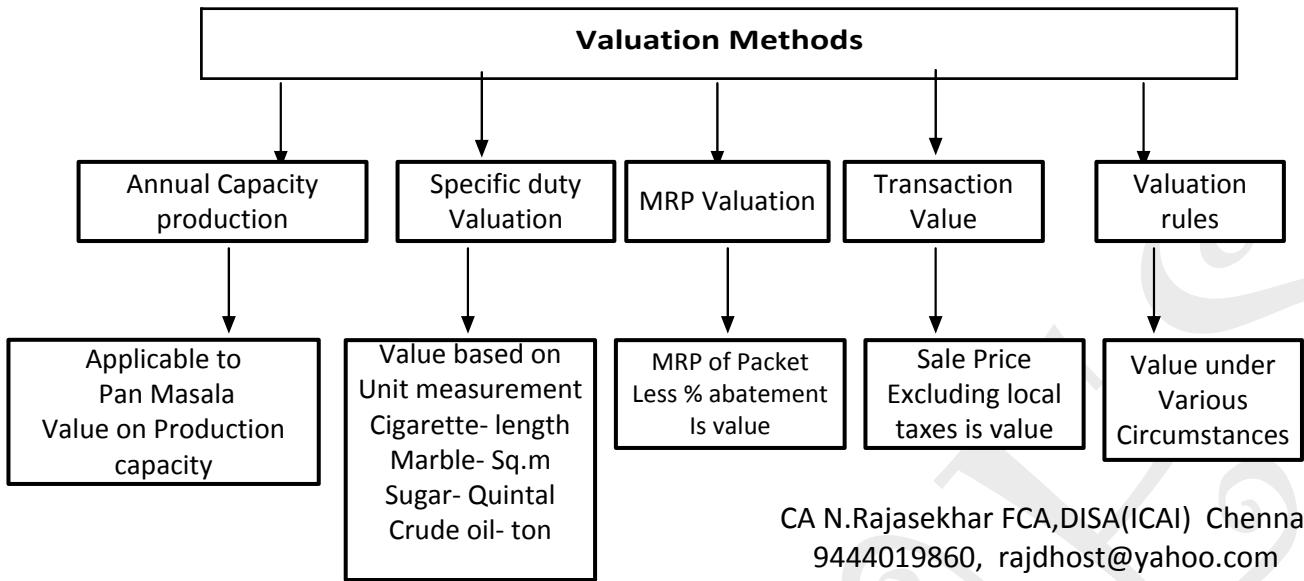 Valuation Methods
Annual Capacity
production
Specific duty
Valuation
MRP Valuation
Transaction
Value
Valuation
rules
Applicable to
Pan Masala
Value on Production
capacity
Value based on
Unit measurement
Cigarette- length
Marble- Sq.m
Sugar- Quintal
Crude oil- ton
MRP of Packet
Less % abatement
Is value
Sale Price
Excluding local
taxes is value
Value under
Various
Circumstances
CA N.Rajasekhar FCA,DISA(ICAI) Chenna
9444019860, rajdhost@yahoo.com